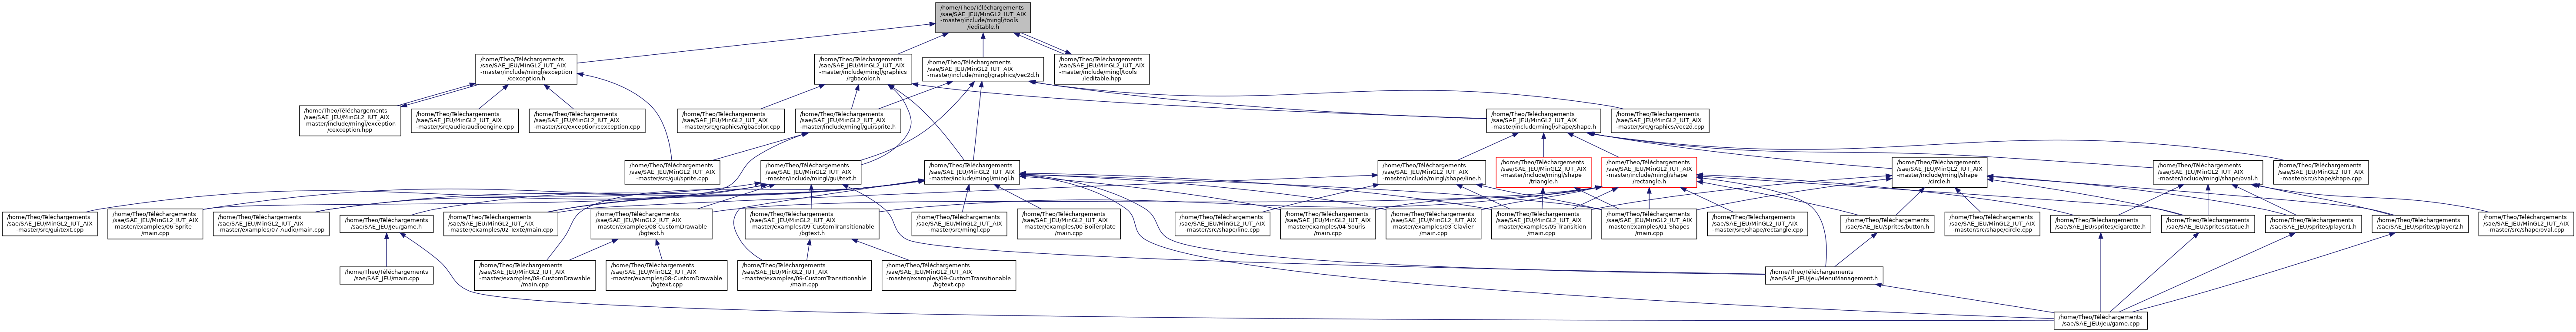 /home/Theo/Téléchargements
/sae/SAE_JEU/MinGL2_IUT_AIX
-master/include/mingl/tools
/ieditable.h
/home/Theo/Téléchargements
/sae/SAE_JEU/MinGL2_IUT_AIX
-master/include/mingl/exception
/cexception.h
/home/Theo/Téléchargements
/sae/SAE_JEU/MinGL2_IUT_AIX
-master/include/mingl/graphics
/rgbacolor.h
/home/Theo/Téléchargements
/sae/SAE_JEU/MinGL2_IUT_AIX
-master/include/mingl/graphics/vec2d.h
/home/Theo/Téléchargements
/sae/SAE_JEU/MinGL2_IUT_AIX
-master/include/mingl/tools
/ieditable.hpp
/home/Theo/Téléchargements
/sae/SAE_JEU/MinGL2_IUT_AIX
-master/include/mingl/exception
/cexception.hpp
/home/Theo/Téléchargements
/sae/SAE_JEU/MinGL2_IUT_AIX
-master/src/audio/audioengine.cpp
/home/Theo/Téléchargements
/sae/SAE_JEU/MinGL2_IUT_AIX
-master/src/exception/cexception.cpp
/home/Theo/Téléchargements
/sae/SAE_JEU/MinGL2_IUT_AIX
-master/src/graphics/rgbacolor.cpp
/home/Theo/Téléchargements
/sae/SAE_JEU/MinGL2_IUT_AIX
-master/include/mingl/gui/sprite.h
/home/Theo/Téléchargements
/sae/SAE_JEU/MinGL2_IUT_AIX
-master/include/mingl/shape/shape.h
/home/Theo/Téléchargements
/sae/SAE_JEU/MinGL2_IUT_AIX
-master/src/graphics/vec2d.cpp
/home/Theo/Téléchargements
/sae/SAE_JEU/MinGL2_IUT_AIX
-master/src/gui/sprite.cpp
/home/Theo/Téléchargements
/sae/SAE_JEU/MinGL2_IUT_AIX
-master/include/mingl/gui/text.h
/home/Theo/Téléchargements
/sae/SAE_JEU/MinGL2_IUT_AIX
-master/include/mingl/mingl.h
/home/Theo/Téléchargements
/sae/SAE_JEU/MinGL2_IUT_AIX
-master/include/mingl/shape/line.h
/home/Theo/Téléchargements
/sae/SAE_JEU/MinGL2_IUT_AIX
-master/include/mingl/shape
/triangle.h
/home/Theo/Téléchargements
/sae/SAE_JEU/MinGL2_IUT_AIX
-master/include/mingl/shape
/rectangle.h
/home/Theo/Téléchargements
/sae/SAE_JEU/MinGL2_IUT_AIX
-master/include/mingl/shape
/circle.h
/home/Theo/Téléchargements
/sae/SAE_JEU/MinGL2_IUT_AIX
-master/include/mingl/shape/oval.h
/home/Theo/Téléchargements
/sae/SAE_JEU/MinGL2_IUT_AIX
-master/src/shape/shape.cpp
/home/Theo/Téléchargements
/sae/SAE_JEU/MinGL2_IUT_AIX
-master/src/gui/text.cpp
/home/Theo/Téléchargements
/sae/SAE_JEU/MinGL2_IUT_AIX
-master/examples/06-Sprite
/main.cpp
/home/Theo/Téléchargements
/sae/SAE_JEU/MinGL2_IUT_AIX
-master/examples/07-Audio/main.cpp
/home/Theo/Téléchargements
/sae/SAE_JEU/Jeu/game.h
/home/Theo/Téléchargements
/sae/SAE_JEU/MinGL2_IUT_AIX
-master/examples/02-Texte/main.cpp
/home/Theo/Téléchargements
/sae/SAE_JEU/MinGL2_IUT_AIX
-master/examples/08-CustomDrawable
/bgtext.h
/home/Theo/Téléchargements
/sae/SAE_JEU/MinGL2_IUT_AIX
-master/examples/09-CustomTransitionable
/bgtext.h
/home/Theo/Téléchargements
/sae/SAE_JEU/MinGL2_IUT_AIX
-master/src/mingl.cpp
/home/Theo/Téléchargements
/sae/SAE_JEU/MinGL2_IUT_AIX
-master/examples/00-Boilerplate
/main.cpp
/home/Theo/Téléchargements
/sae/SAE_JEU/MinGL2_IUT_AIX
-master/src/shape/line.cpp
/home/Theo/Téléchargements
/sae/SAE_JEU/MinGL2_IUT_AIX
-master/examples/04-Souris
/main.cpp
/home/Theo/Téléchargements
/sae/SAE_JEU/MinGL2_IUT_AIX
-master/examples/03-Clavier
/main.cpp
/home/Theo/Téléchargements
/sae/SAE_JEU/MinGL2_IUT_AIX
-master/examples/05-Transition
/main.cpp
/home/Theo/Téléchargements
/sae/SAE_JEU/MinGL2_IUT_AIX
-master/examples/01-Shapes
/main.cpp
/home/Theo/Téléchargements
/sae/SAE_JEU/MinGL2_IUT_AIX
-master/src/shape/rectangle.cpp
/home/Theo/Téléchargements
/sae/SAE_JEU/sprites/button.h
/home/Theo/Téléchargements
/sae/SAE_JEU/MinGL2_IUT_AIX
-master/src/shape/circle.cpp
/home/Theo/Téléchargements
/sae/SAE_JEU/sprites/cigarette.h
/home/Theo/Téléchargements
/sae/SAE_JEU/sprites/statue.h
/home/Theo/Téléchargements
/sae/SAE_JEU/sprites/player1.h
/home/Theo/Téléchargements
/sae/SAE_JEU/sprites/player2.h
/home/Theo/Téléchargements
/sae/SAE_JEU/MinGL2_IUT_AIX
-master/src/shape/oval.cpp
/home/Theo/Téléchargements
/sae/SAE_JEU/main.cpp
/home/Theo/Téléchargements
/sae/SAE_JEU/MinGL2_IUT_AIX
-master/examples/08-CustomDrawable
/main.cpp
/home/Theo/Téléchargements
/sae/SAE_JEU/MinGL2_IUT_AIX
-master/examples/08-CustomDrawable
/bgtext.cpp
/home/Theo/Téléchargements
/sae/SAE_JEU/MinGL2_IUT_AIX
-master/examples/09-CustomTransitionable
/main.cpp
/home/Theo/Téléchargements
/sae/SAE_JEU/MinGL2_IUT_AIX
-master/examples/09-CustomTransitionable
/bgtext.cpp
/home/Theo/Téléchargements
/sae/SAE_JEU/Jeu/MenuManagement.h
/home/Theo/Téléchargements
/sae/SAE_JEU/Jeu/game.cpp